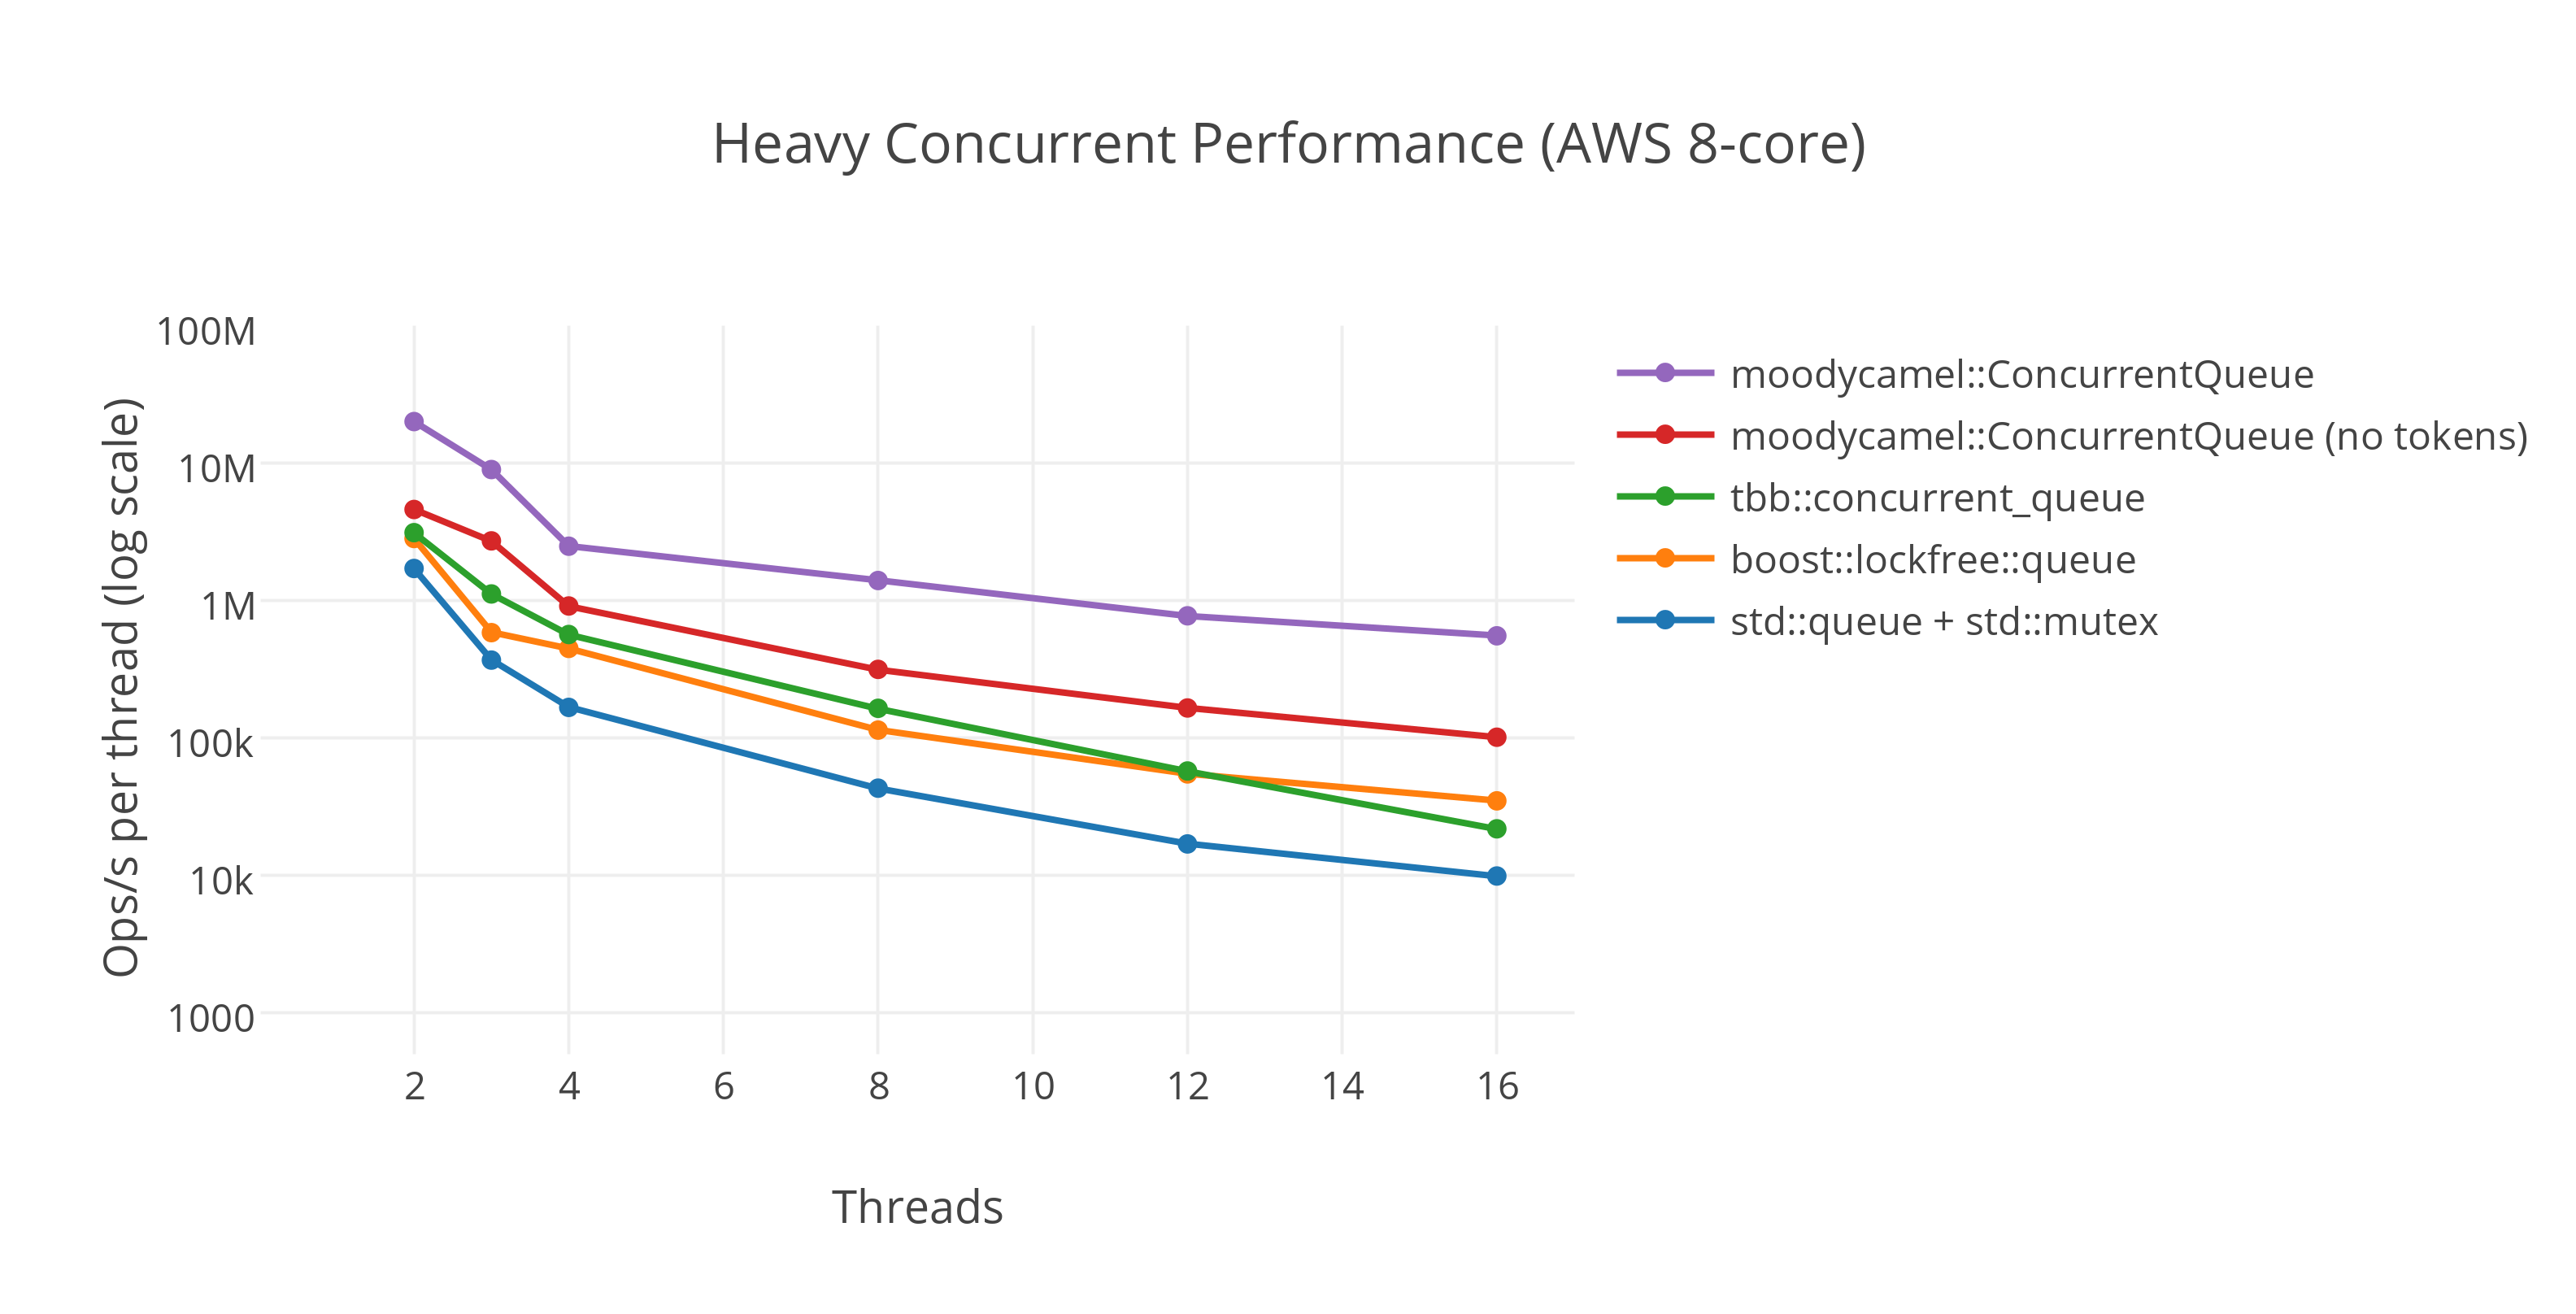 Heavy Concurrent Performance (AWS 8-core)
Ops/s per thread (log scale)
100M
10M
1M
100k
10k
1000
2 4 6 8 10 12 14 16
Threads
moodycamel::ConcurrentQueue
moodycamel::ConcurrentQueue (no tokens)
tbb::concurrent_queue
boost::lockfree::queue
std::queue + std::mutex